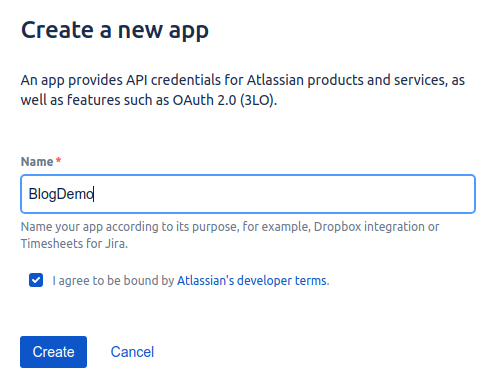 Create a new app
An app provides API credentials for Atlassian products and services, as
well as features such as OAuth 2.0 (3LO).
Name *
BlogDemo
Name your app according to its purpose, for example, Dropbox integration or
Timesheets for Jira.
I agree to be bound by Atlassian's developer terms.
Create Cancel